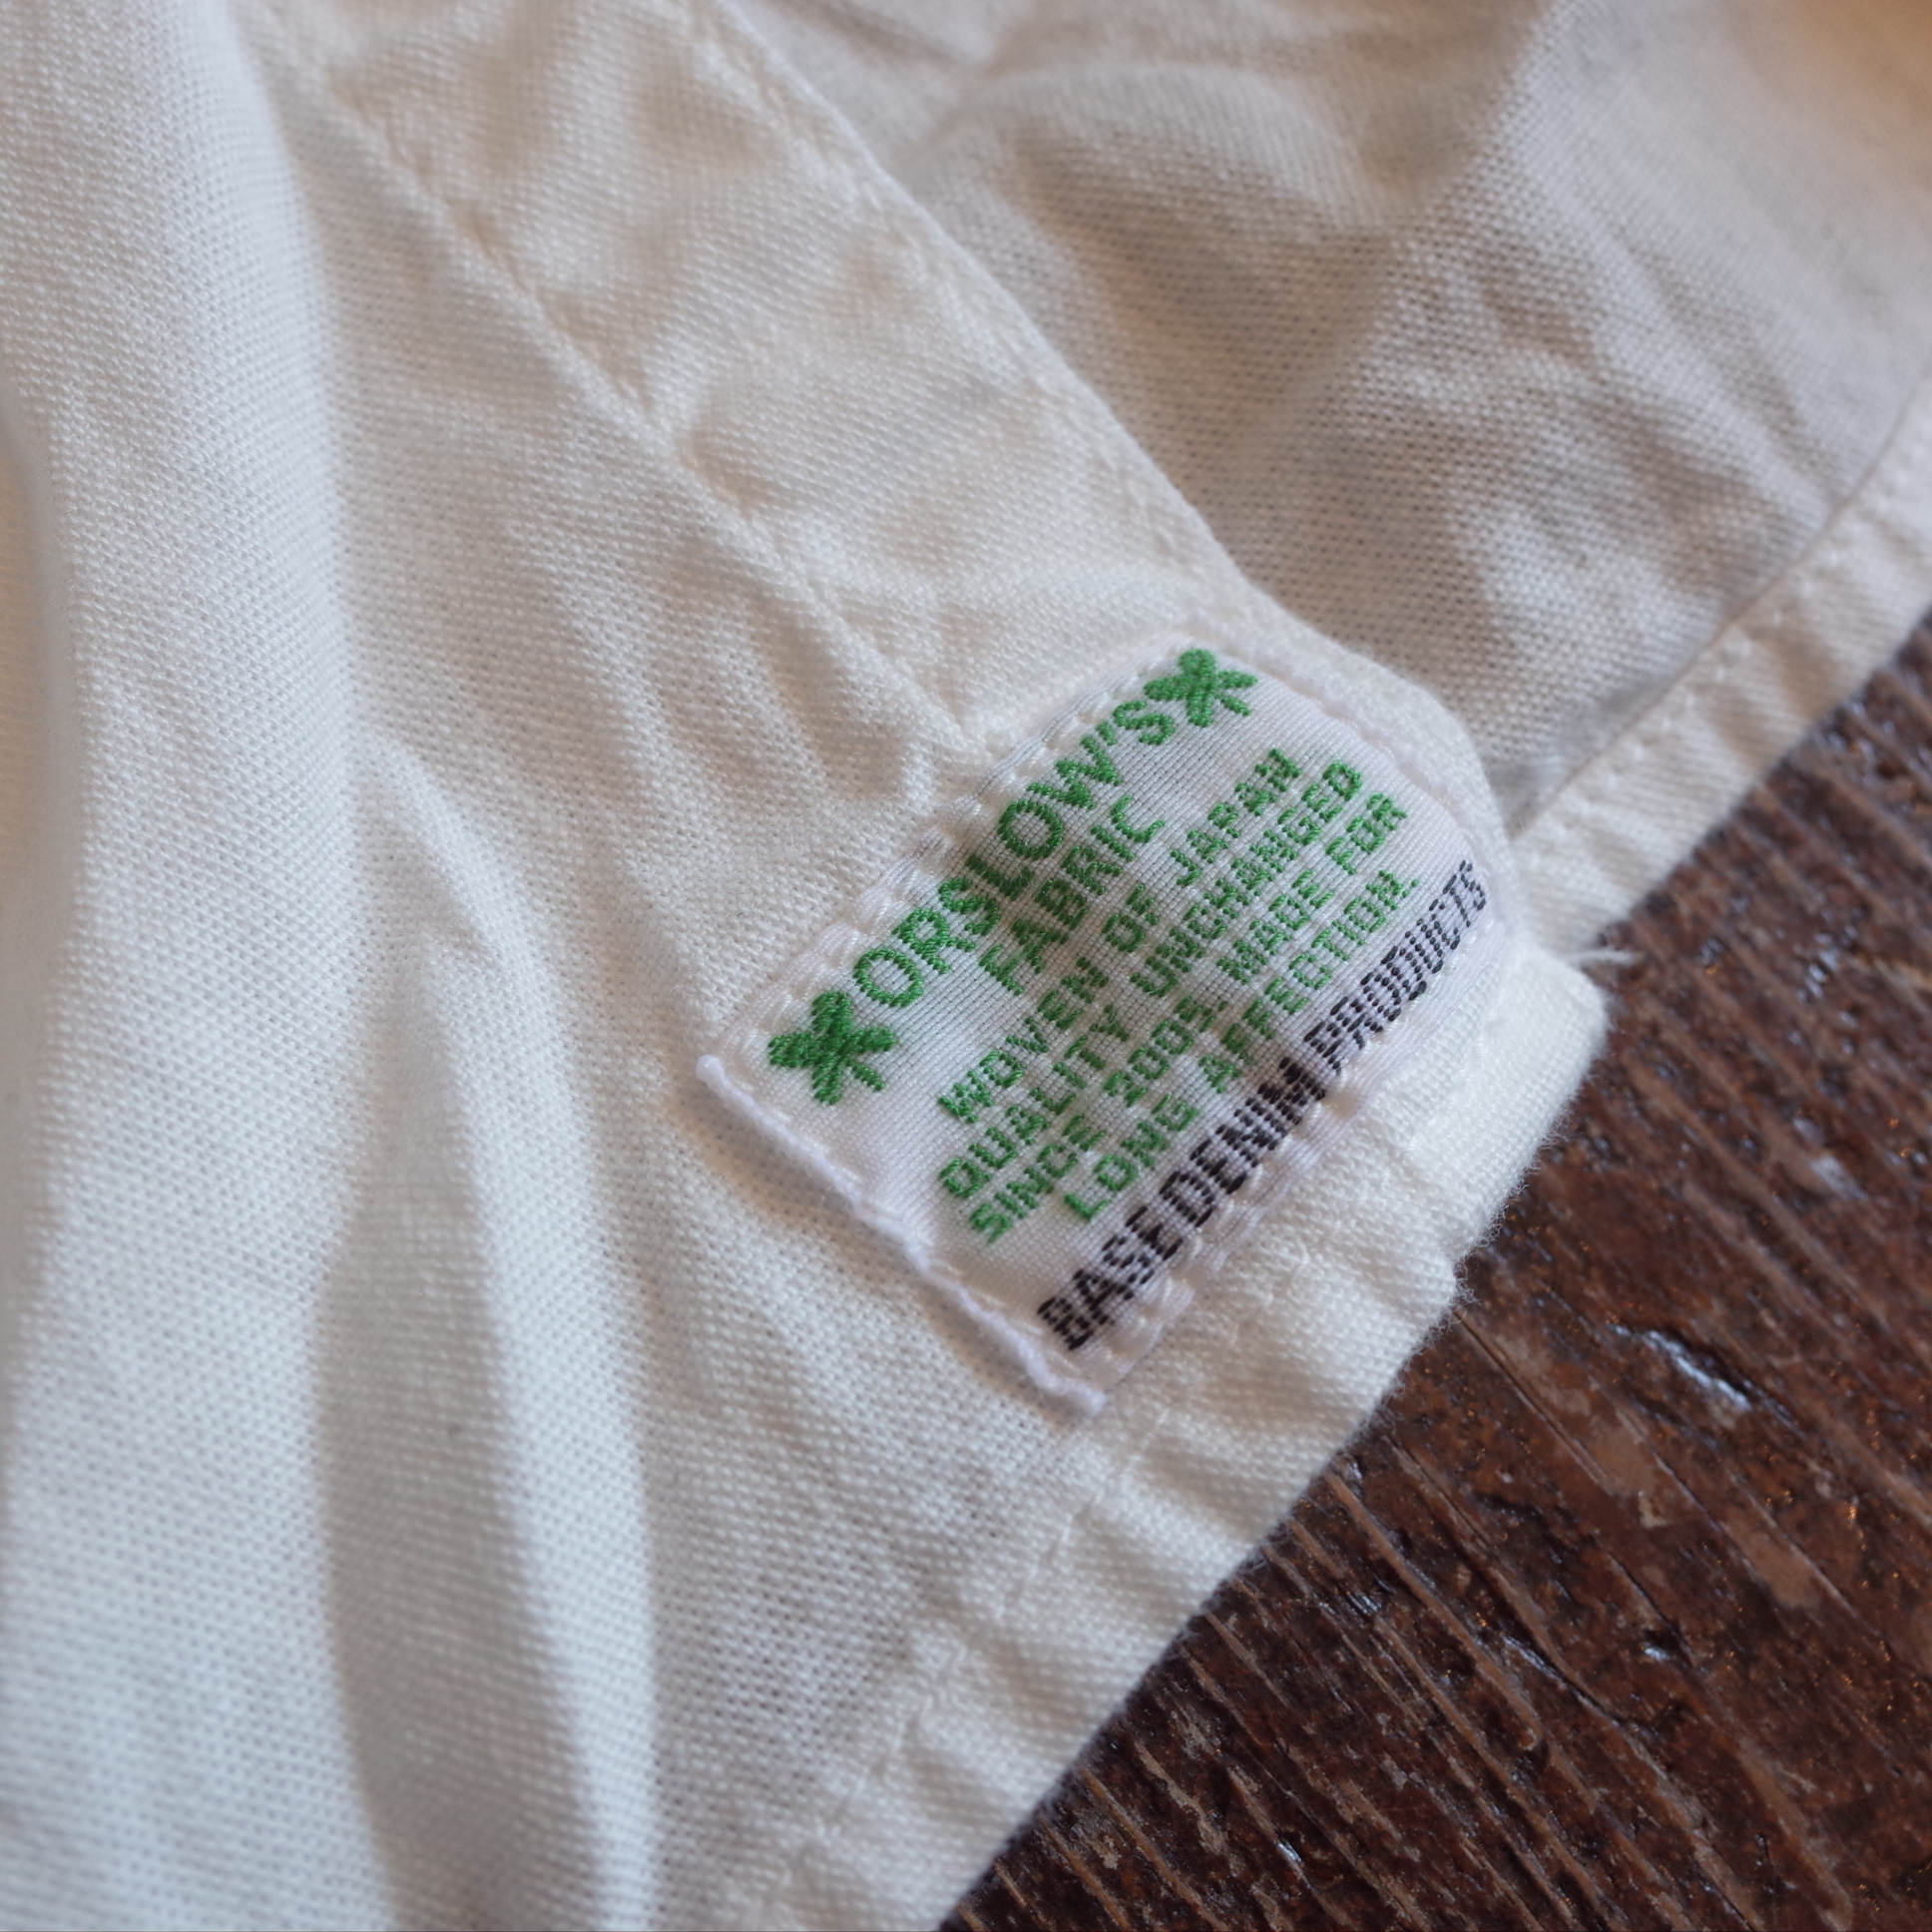 ORSLOW'S
FABRIC
WOVEN OF JAPAN
QUALITY UNCHANGED
SINCE 2005. MADE FOR
LONG AFFECTION.
BASE DENIM PRODUCTS